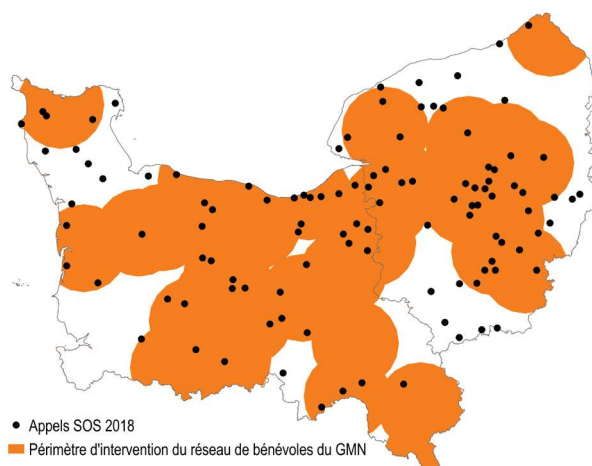 Appels SOS 2018
Périmètre d'intervention du réseau de bénévoles du GMN